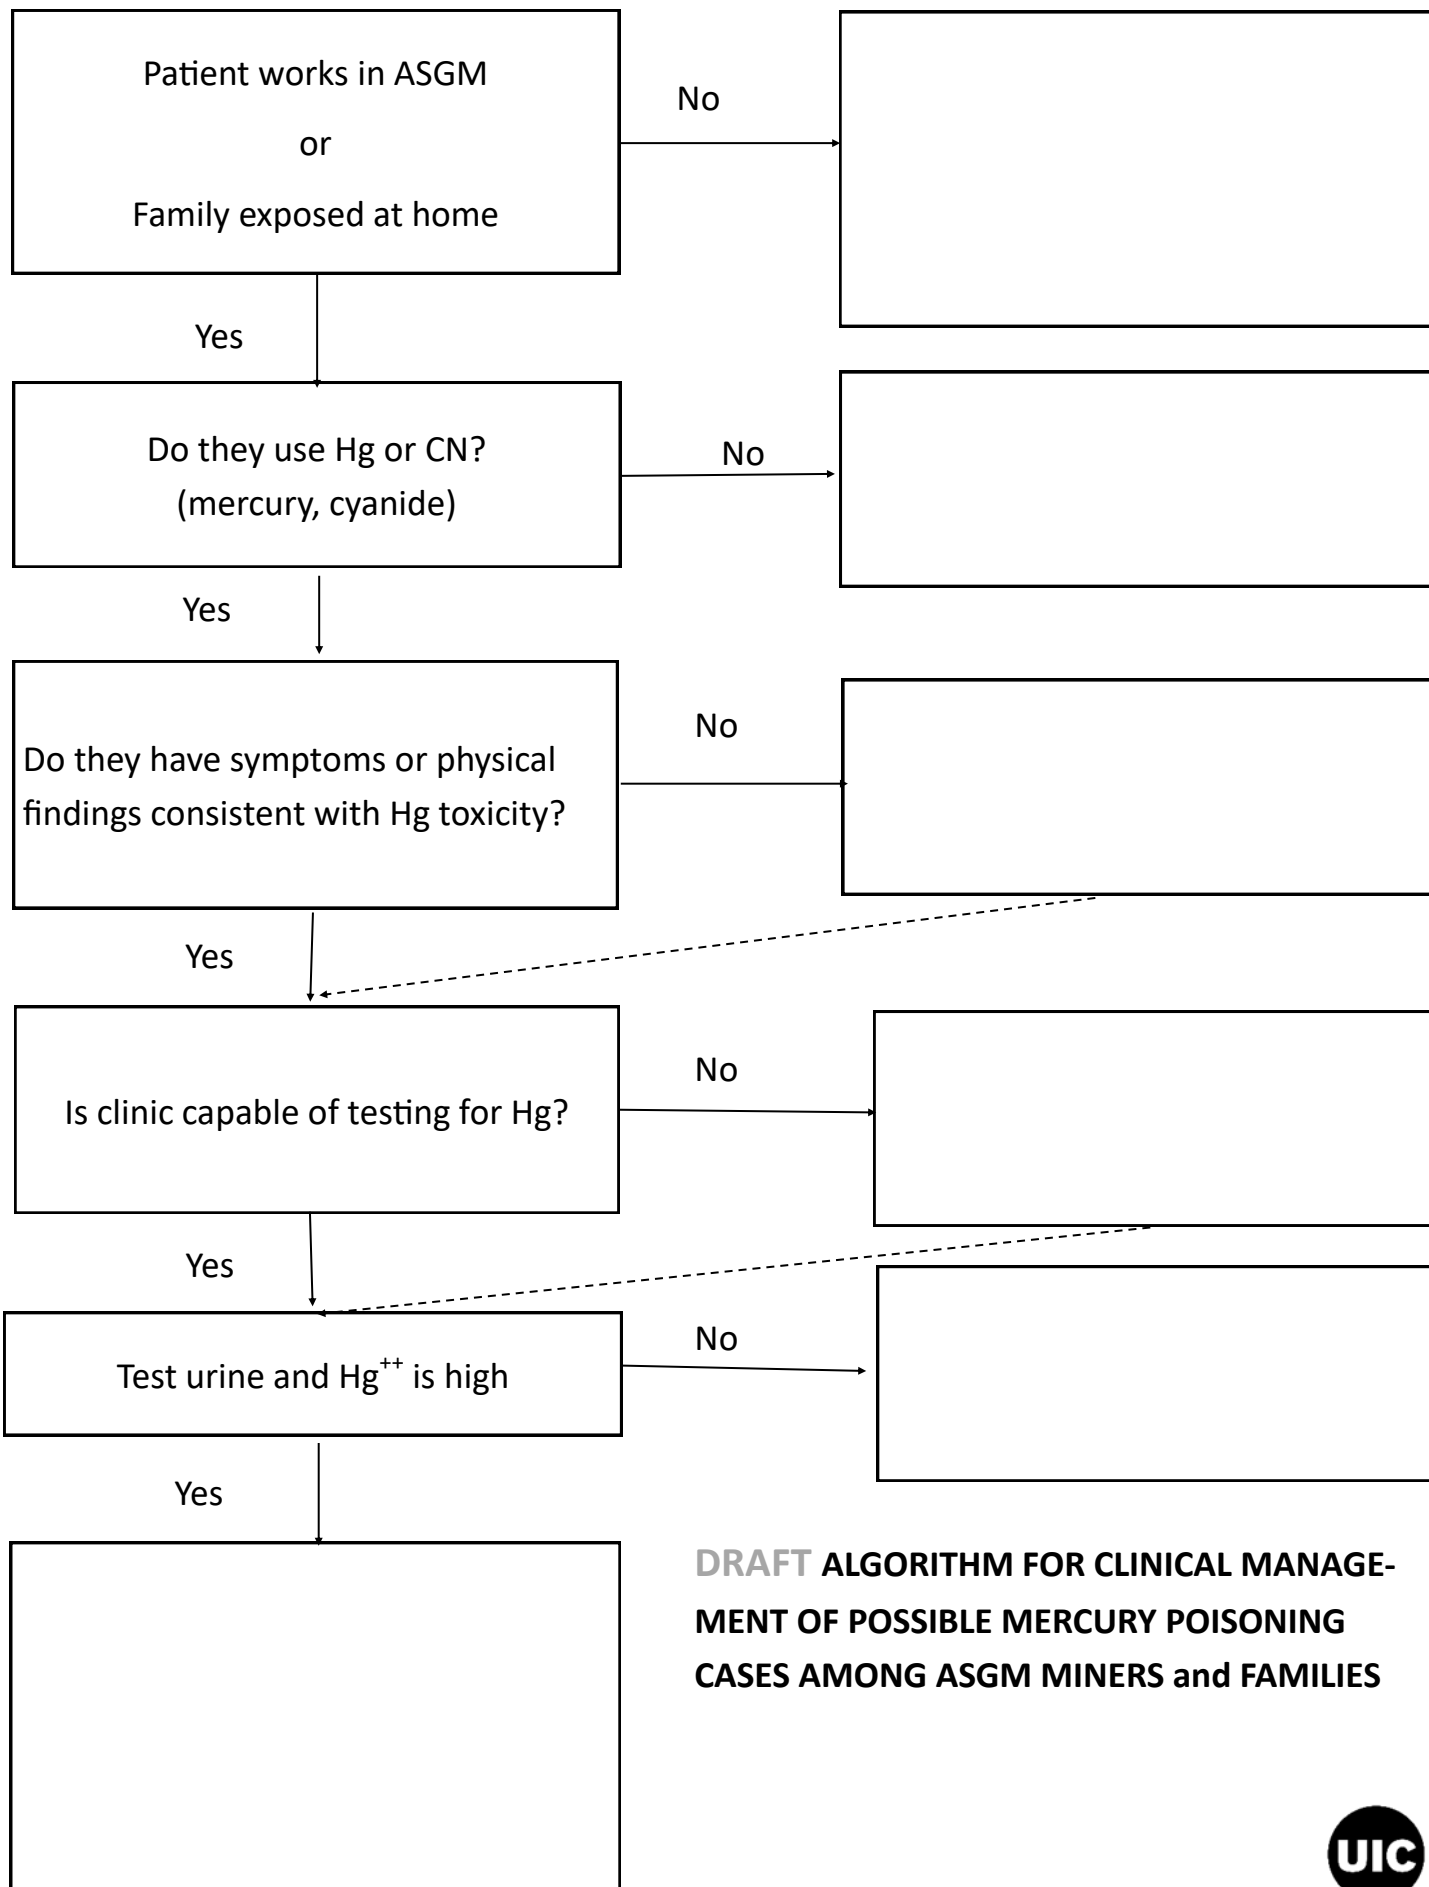 Patient works in ASGM
or
Family exposed at home
No
Yes
Do they use Hg or CN?
(mercury, cyanide)
No
Yes
Do they have symptoms or physical
findings consistent with Hg toxicity?
No
Yes
Is clinic capable of testing for Hg?
No
Yes
Test urine and Hg⁺⁺ is high
No
Yes
DRAFT ALGORITHM FOR CLINICAL MANAGE-
MENT OF POSSIBLE MERCURY POISONING
CASES AMONG ASGM MINERS and FAMILIES
UIC